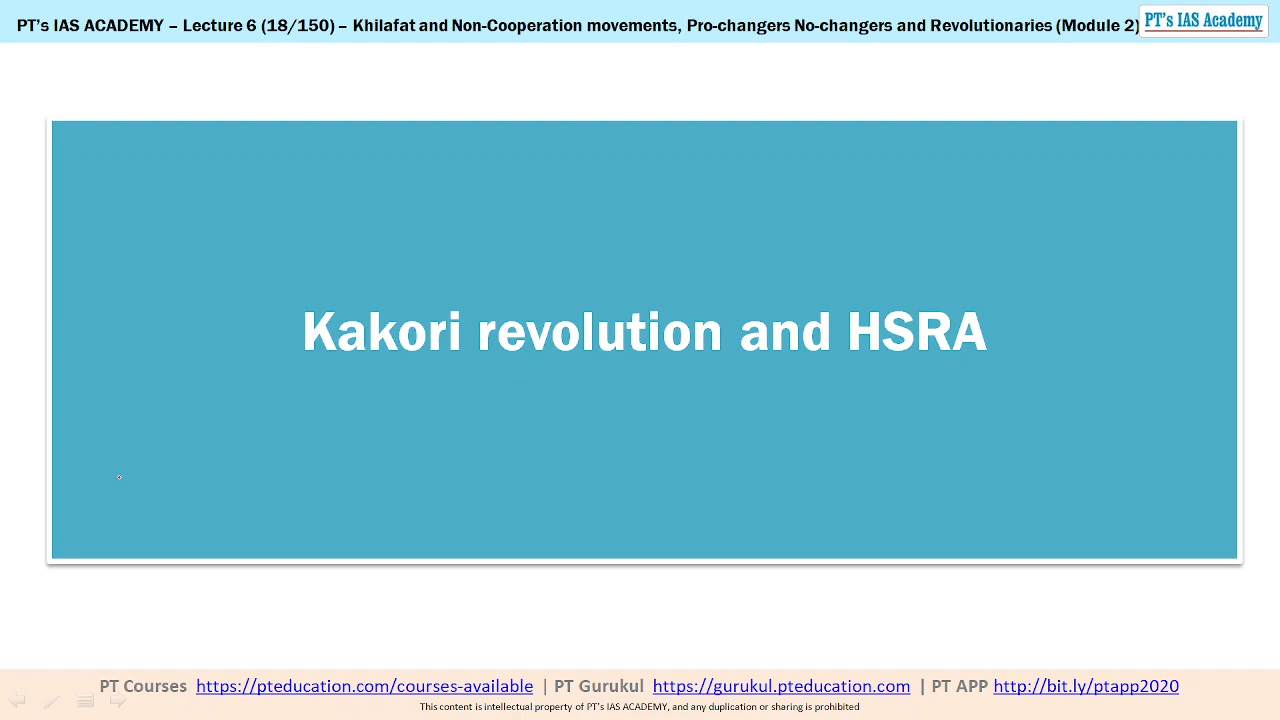 PT's IAS ACADEMY – Lecture 6 (18/150) – Khilafat and Non-Cooperation movements, Pro-changers No-changers and Revolutionaries (Module 2)
PT's IAS Academy
Kakori revolution and HSRA
PT Courses https://pteducation.com/courses-available | PT Gurukul https://gurukul.pteducation.com | PT APP http://bit.ly/ptapp2020
This content is intellectual property of PT's IAS ACADEMY, and any duplication or sharing is prohibited